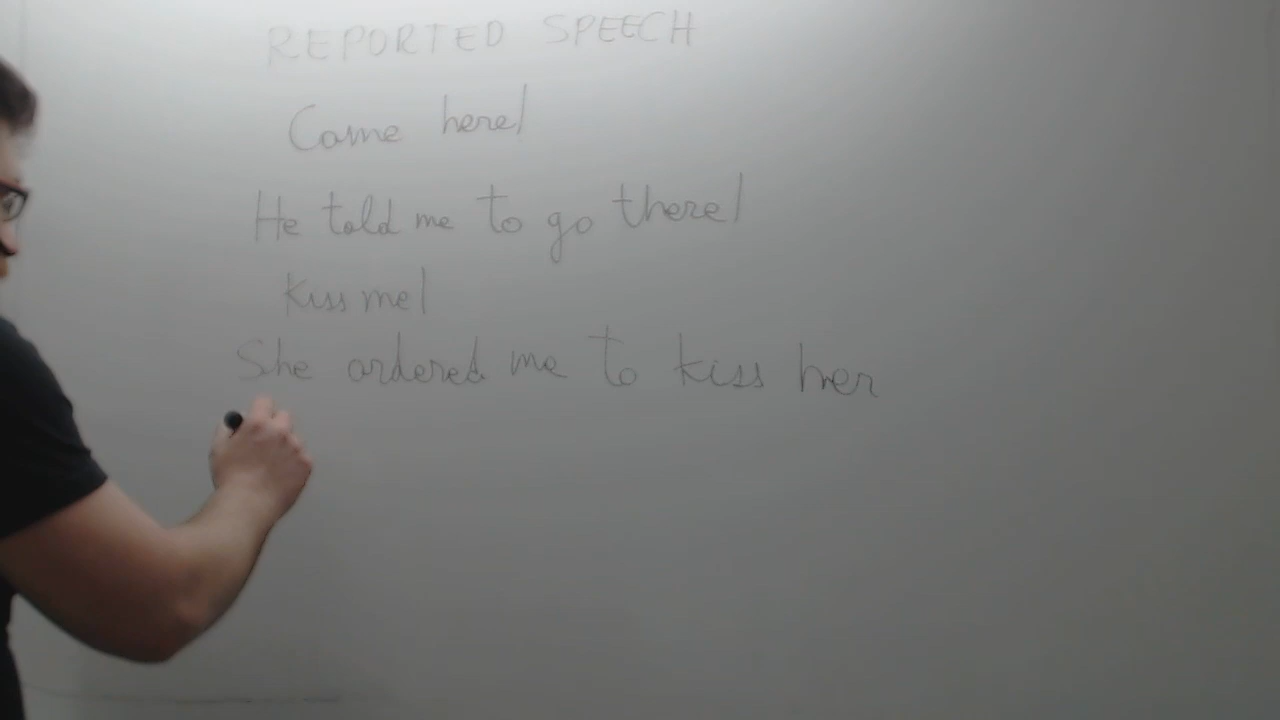 REPORTED SPEECH
Come here!
He told me to go there!
Kiss me!
She ordered me to kiss her